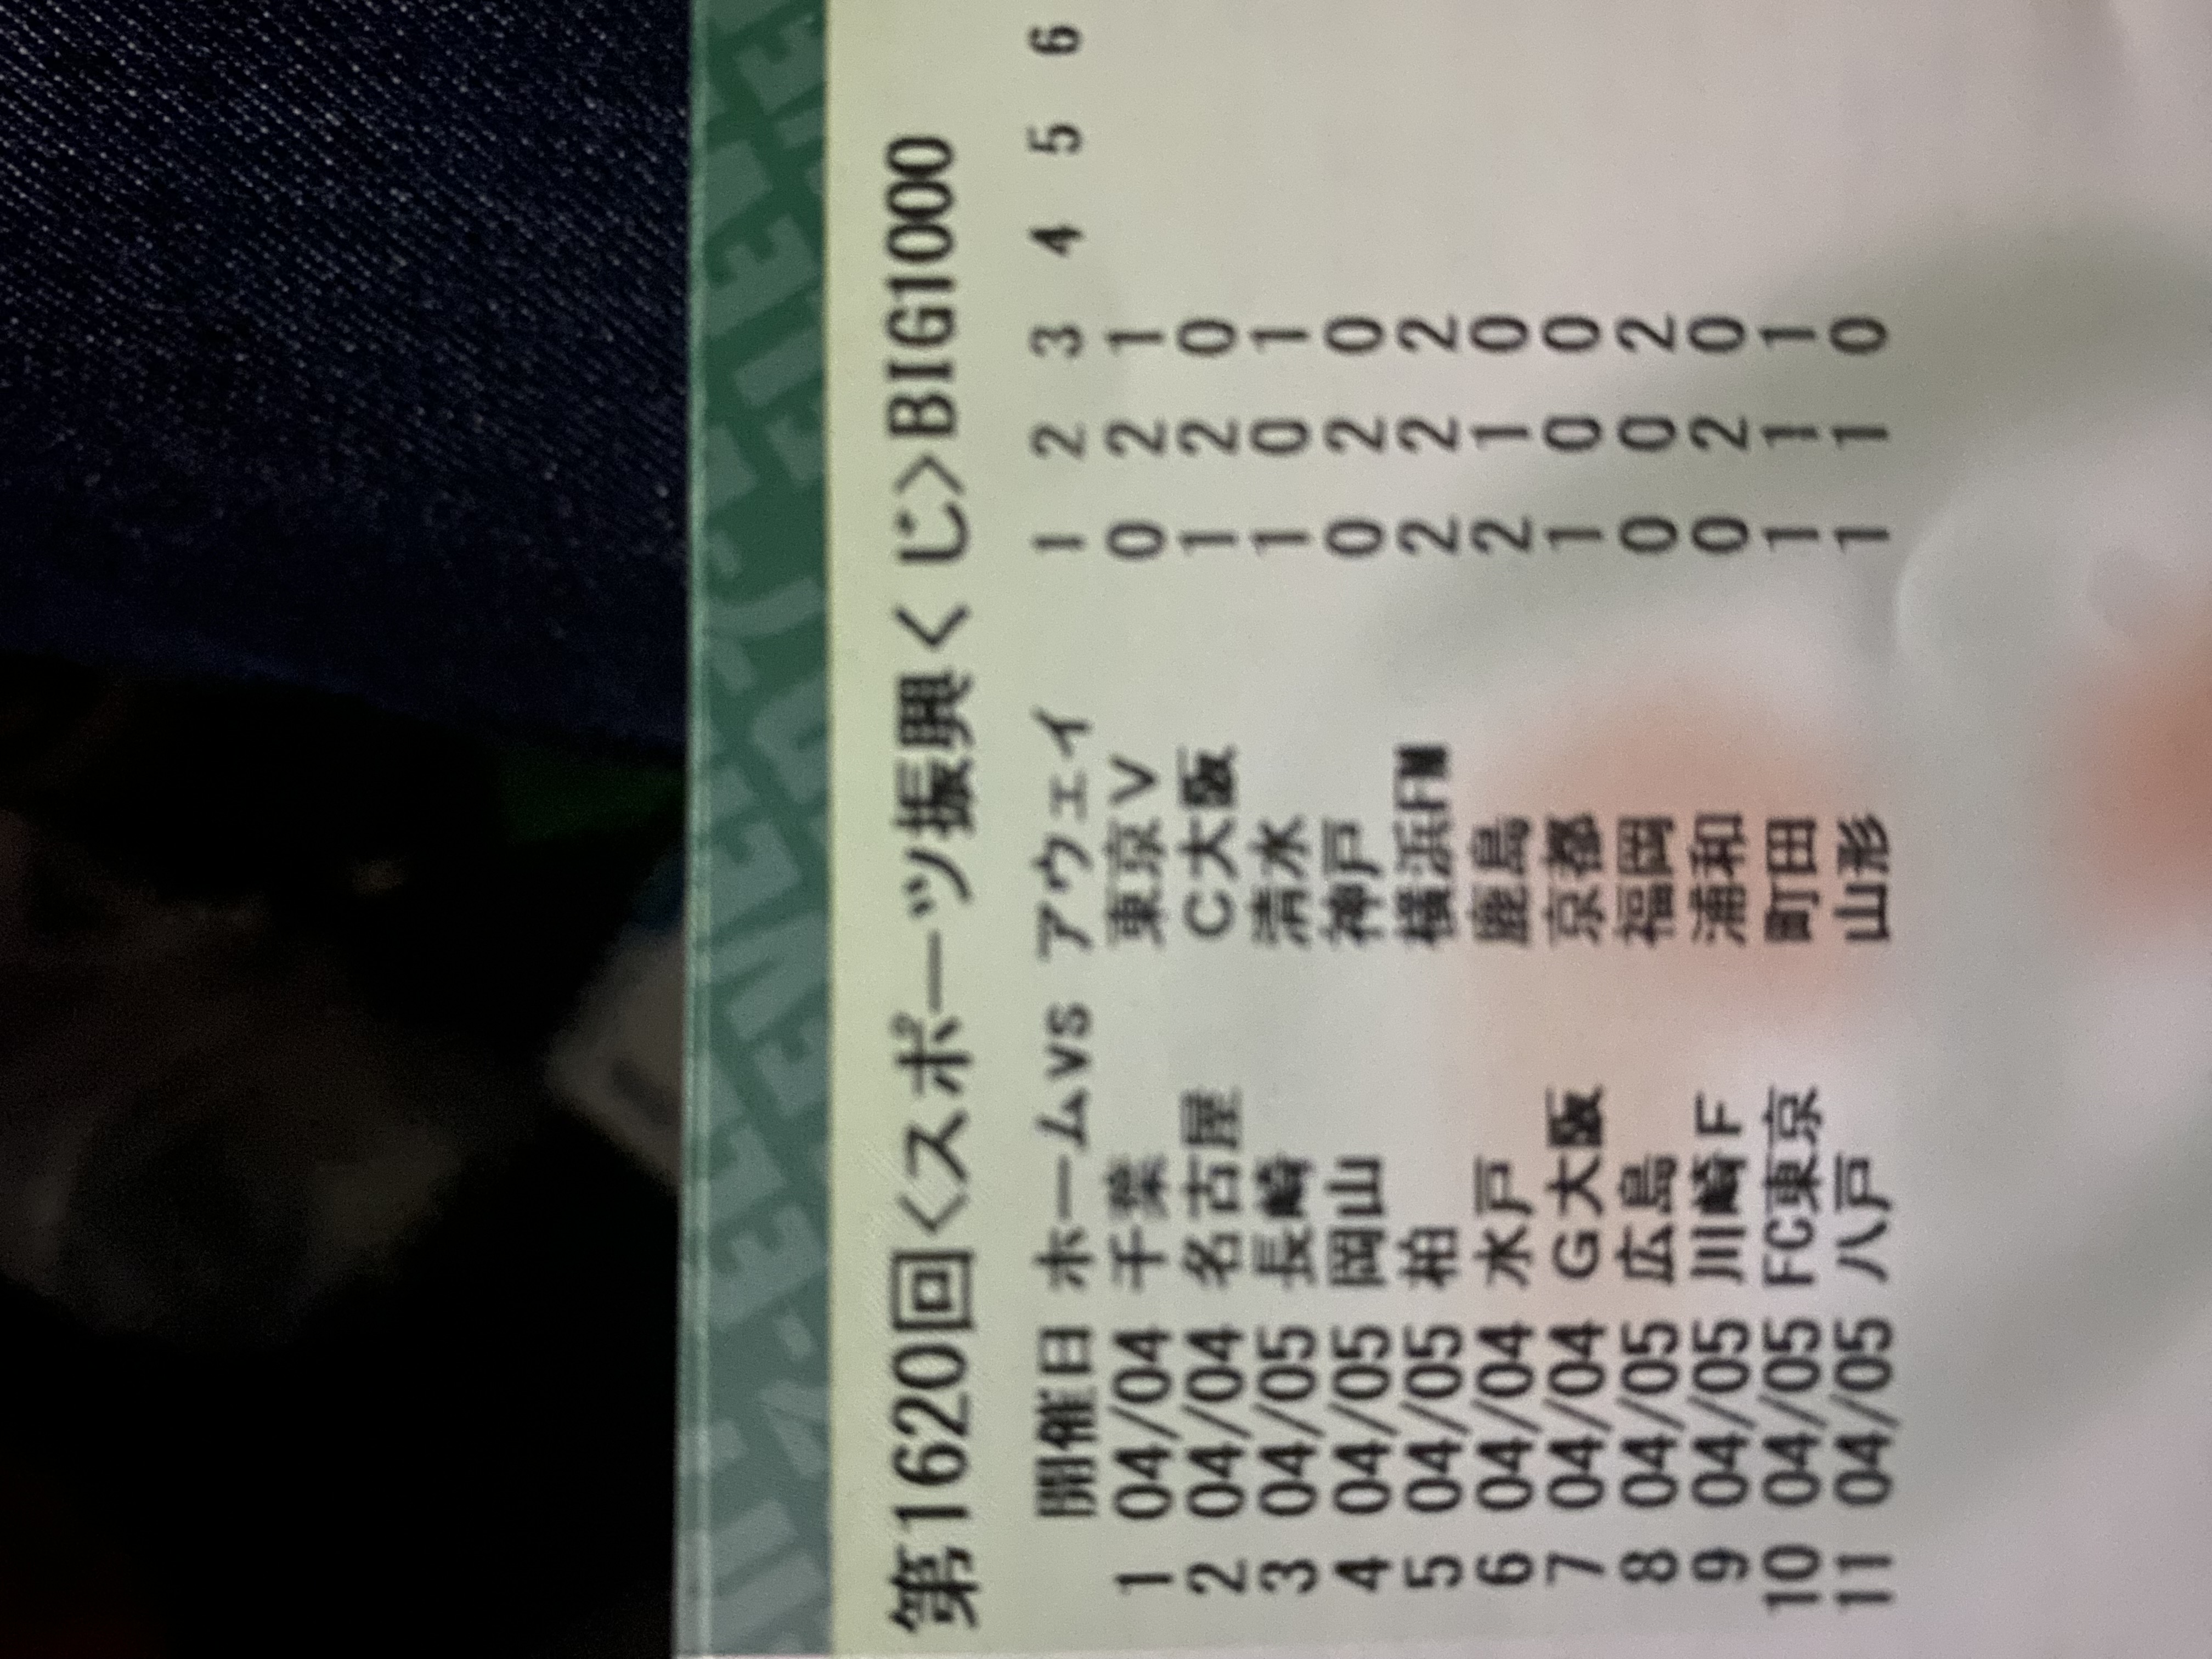 第1620回<スポーツ振興くじ>BIG1000
開催日 ホームvs アウェイ 1 2 3 4 5 6
1 04/04 千葉 東京V 0 2 1
2 04/04 名古屋 C大阪 1 2 0
3 04/05 長崎 清水 1 0 1
4 04/05 岡山 神戸 0 2 0
5 04/05 柏 横浜FM 2 2 2
6 04/04 水戸 鹿島 2 1 0
7 04/04 G大阪 京都 1 0 0
8 04/05 広島 福岡 0 0 2
9 04/05 川崎F 浦和 0 2 0
10 04/05 FC東京 町田 1 1 1
11 04/05 八戸 山形 1 1 0